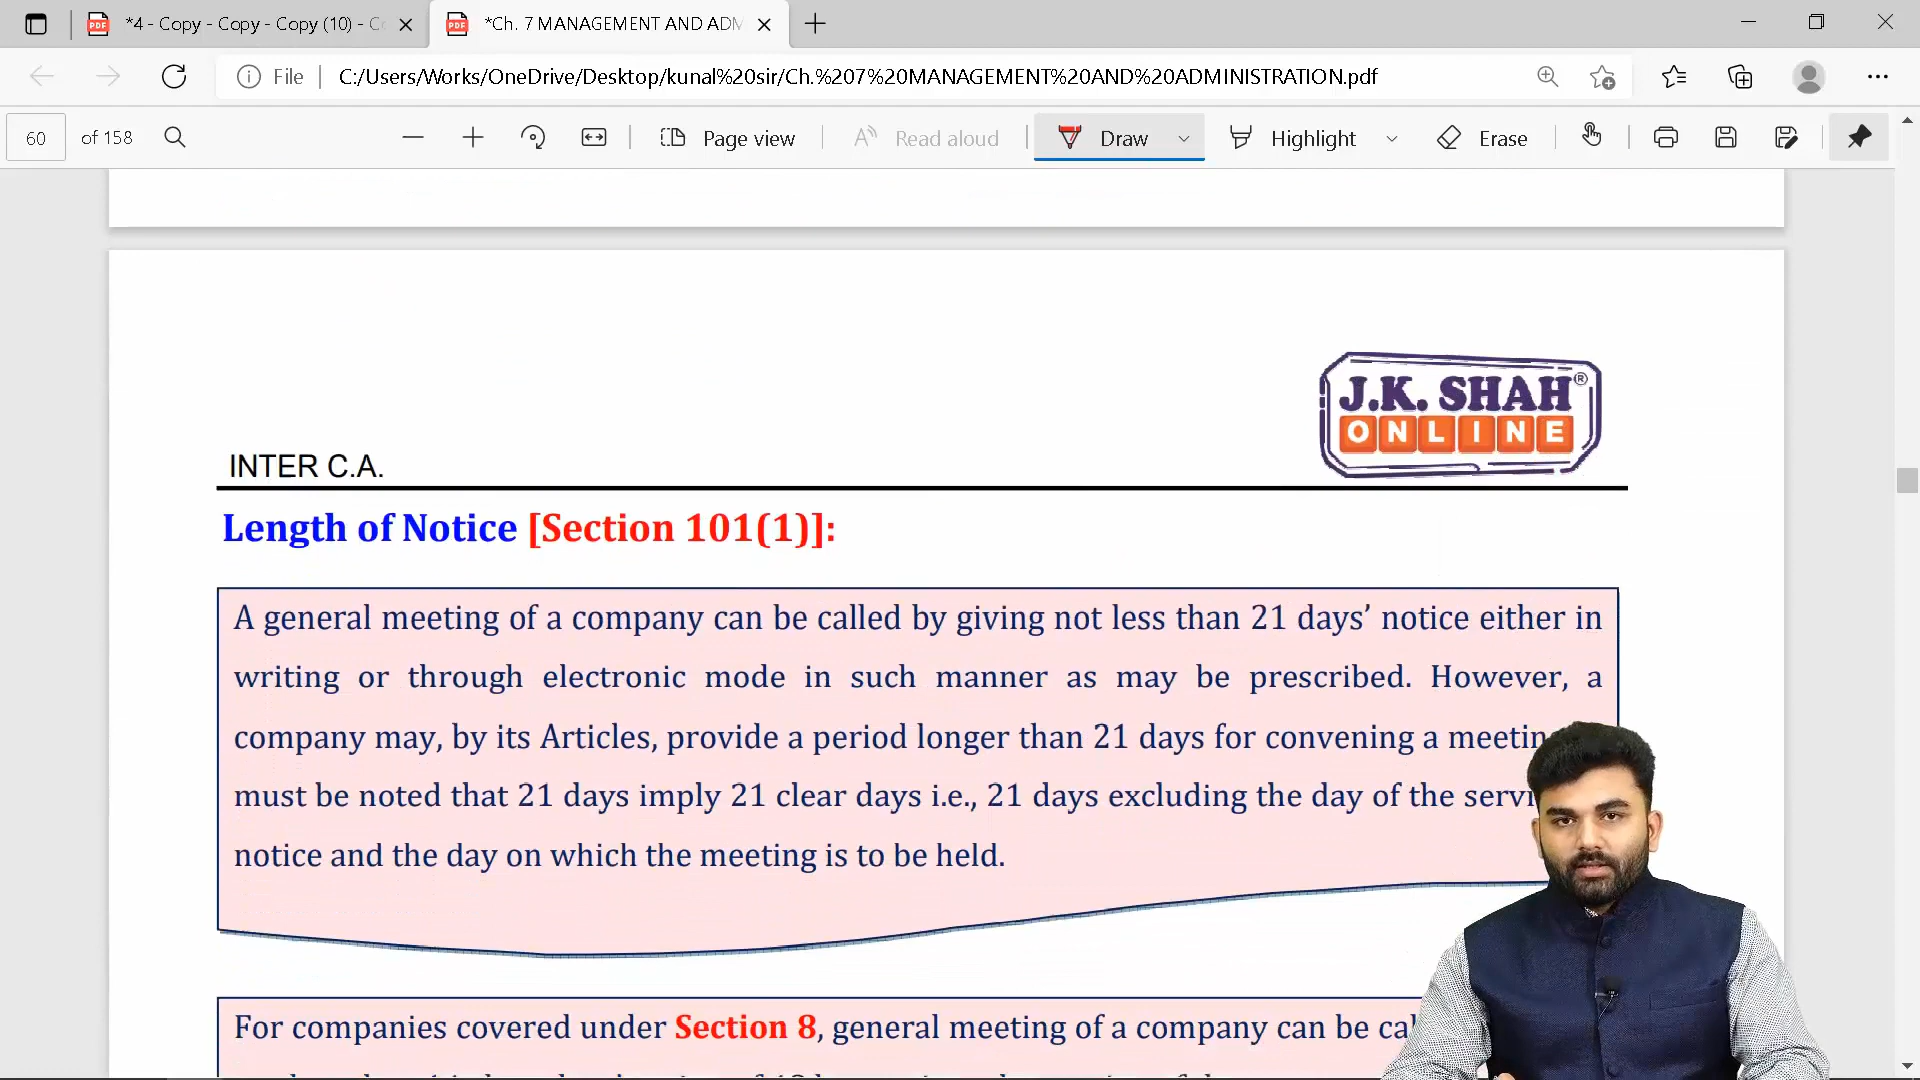 *4 - Copy - Copy - Copy (10) - C
*Ch. 7 MANAGEMENT AND ADM
File
C:/Users/Works/OneDrive/Desktop/kunal%20sir/Ch.%207%20MANAGEMENT%20AND%20ADMINISTRATION.pdf
60 of 158
Page view
Read aloud
Draw
Highlight
Erase
J.K. SHAH®
ONLINE
INTER C.A.
Length of Notice [Section 101(1)]:
A general meeting of a company can be called by giving not less than 21 days’ notice either in
writing or through electronic mode in such manner as may be prescribed. However, a
company may, by its Articles, provide a period longer than 21 days for convening a meetin
must be noted that 21 days imply 21 clear days i.e., 21 days excluding the day of the servi
notice and the day on which the meeting is to be held.
For companies covered under Section 8, general meeting of a company can be cal